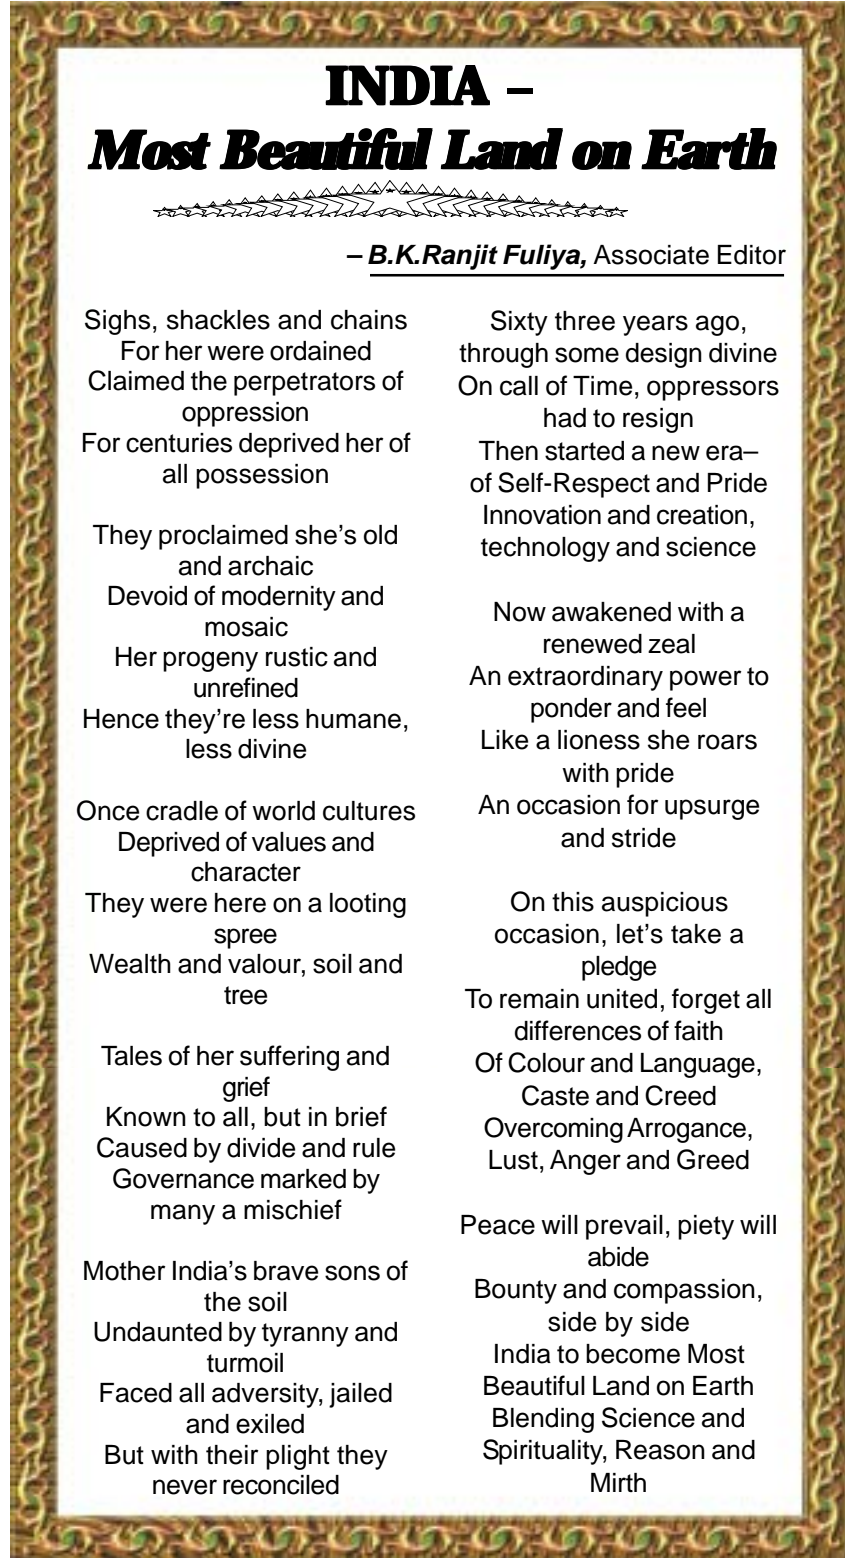 INDIA –
Most Beautiful Land on Earth
– B.K.Ranjit Fuliya, Associate Editor
Sighs, shackles and chains
For her were ordained
Claimed the perpetrators of
oppression
For centuries deprived her of
all possession
They proclaimed she's old
and archaic
Devoid of modernity and
mosaic
Her progeny rustic and
unrefined
Hence they're less humane,
less divine
Once cradle of world cultures
Deprived of values and
character
They were here on a looting
spree
Wealth and valour, soil and
tree
Tales of her suffering and
grief
Known to all, but in brief
Caused by divide and rule
Governance marked by
many a mischief
Mother India's brave sons of
the soil
Undaunted by tyranny and
turmoil
Faced all adversity, jailed
and exiled
But with their plight they
never reconciled
Sixty three years ago,
through some design divine
On call of Time, oppressors
had to resign
Then started a new era–
of Self-Respect and Pride
Innovation and creation,
technology and science
Now awakened with a
renewed zeal
An extraordinary power to
ponder and feel
Like a lioness she roars
with pride
An occasion for upsurge
and stride
On this auspicious
occasion, let's take a
pledge
To remain united, forget all
differences of faith
Of Colour and Language,
Caste and Creed
Overcoming Arrogance,
Lust, Anger and Greed
Peace will prevail, piety will
abide
Bounty and compassion,
side by side
India to become Most
Beautiful Land on Earth
Blending Science and
Spirituality, Reason and
Mirth